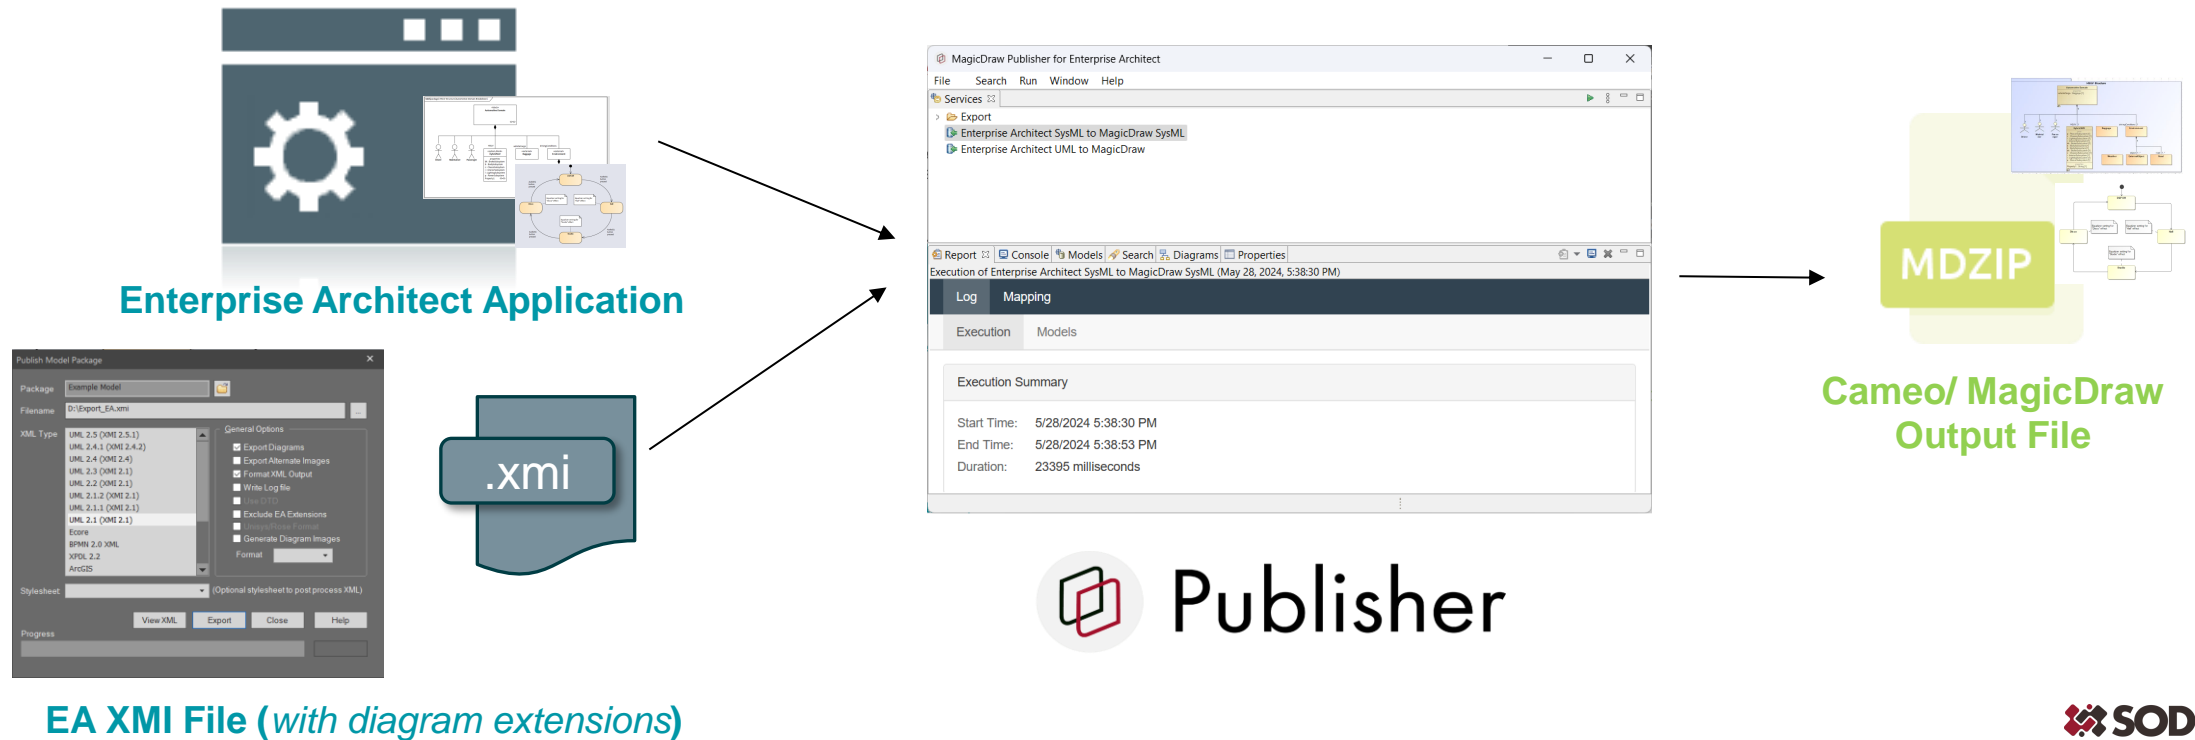 Enterprise Architect Application
Publish Model Package
Package
Example Model
Filename
D:\Export_EA.xmi
...
XML Type
UML 2.5 (XMI 2.5.1)
UML 2.4.1 (XMI 2.4.2)
UML 2.4 (XMI 2.4)
UML 2.3 (XMI 2.1)
UML 2.2 (XMI 2.1)
UML 2.1.2 (XMI 2.1)
UML 2.1.1 (XMI 2.1)
UML 2.1 (XMI 2.1)
Ecore
BPMN 2.0 XML
XPDL 2.2
ArcGIS
General Options
Export Diagrams
Export Alternate Images
Format XML Output
Write Log file
Use DTD
Exclude EA Extensions
Unisys/Rose Format
Generate Diagram Images
Format
Stylesheet
(Optional stylesheet to post process XML)
View XML
Export
Close
Help
Progress
.xmi
EA XMI File (with diagram extensions)
MagicDraw Publisher for Enterprise Architect
File Search Run Window Help
Services
Export
Enterprise Architect SysML to MagicDraw SysML
Enterprise Architect UML to MagicDraw
Report Console Models Search Diagrams Properties
Execution of Enterprise Architect SysML to MagicDraw SysML (May 28, 2024, 5:38:30 PM)
Log Mapping
Execution Models
Execution Summary
Start Time: 5/28/2024 5:38:30 PM
End Time: 5/28/2024 5:38:53 PM
Duration: 23395 milliseconds
Publisher
MDZIP
Cameo/ MagicDraw
Output File
SOD